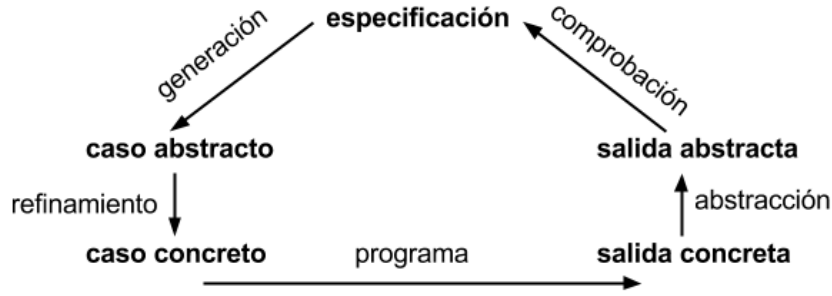 especificación
generación
comprobación
caso abstracto
salida abstracta
refinamiento
abstracción
caso concreto
programa
salida concreta